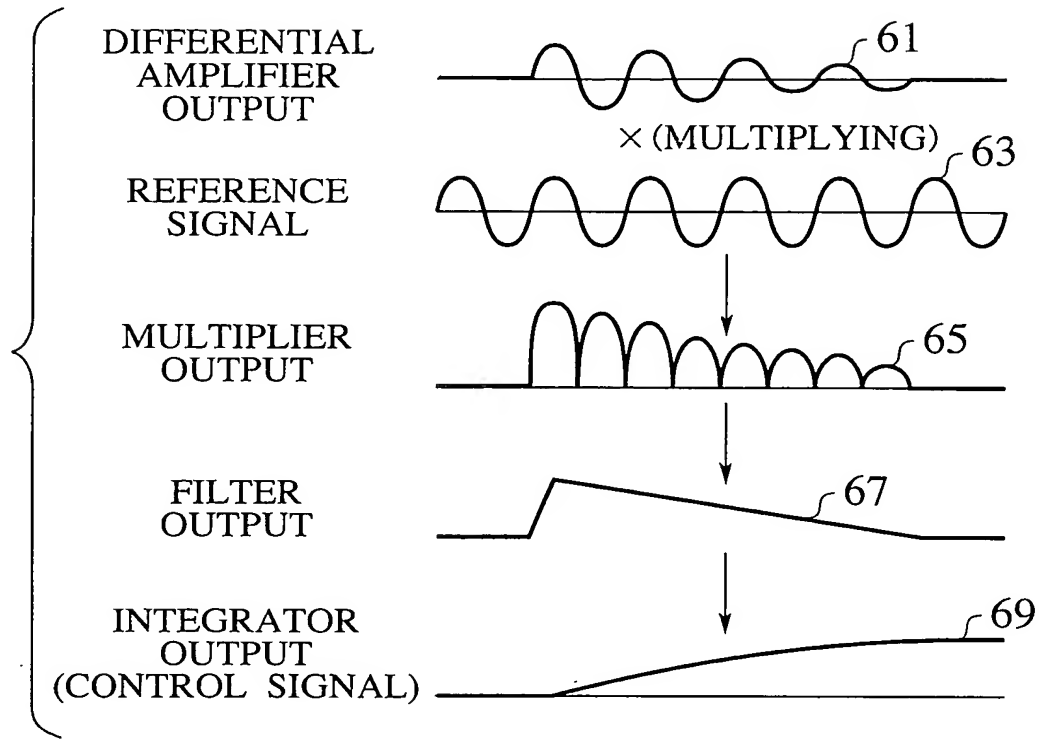 DIFFERENTIAL
AMPLIFIER
OUTPUT
61
× (MULTIPLYING)
REFERENCE
SIGNAL
63
MULTIPLIER
OUTPUT
65
FILTER
OUTPUT
67
INTEGRATOR
OUTPUT
(CONTROL SIGNAL)
69